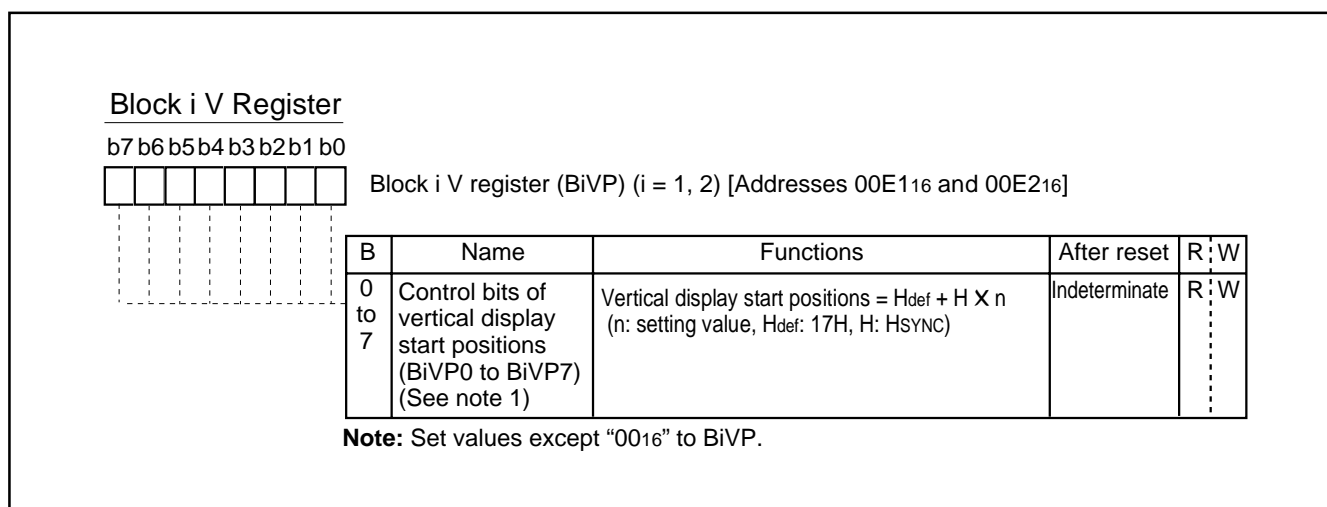 Block i V Register
b7 b6 b5 b4 b3 b2 b1 b0
Block i V register (BiVP) (i = 1, 2) [Addresses 00E116 and 00E216]
B Name Functions After reset R W
0 to 7
Control bits of
vertical display
start positions
(BiVP0 to BiVP7)
(See note 1)
Vertical display start positions = Hdef + H X n
(n: setting value, Hdef: 17H, H: HSYNC)
Indeterminate R W
Note: Set values except “0016” to BiVP.